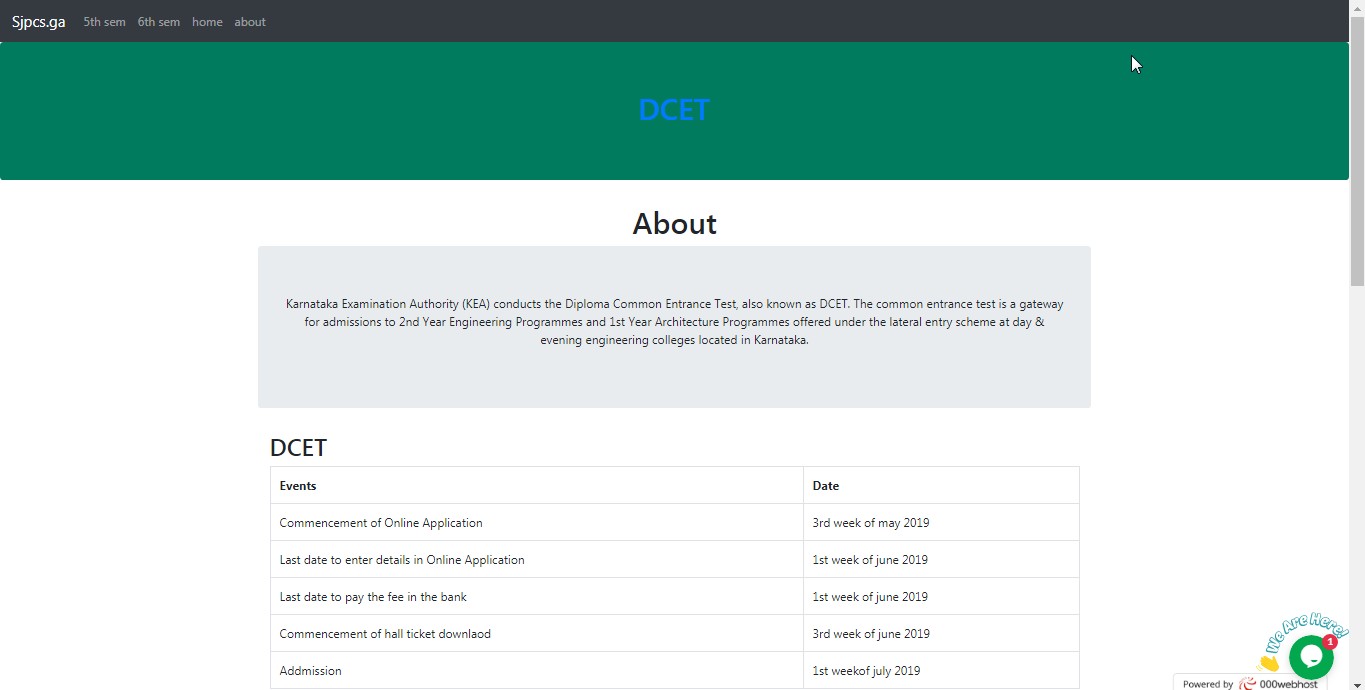 Sjpcs.ga 5th sem 6th sem home about
DCET
About
Karnataka Examination Authority (KEA) conducts the Diploma Common Entrance Test, also known as DCET. The common entrance test is a gateway
for admissions to 2nd Year Engineering Programmes and 1st Year Architecture Programmes offered under the lateral entry scheme at day &
evening engineering colleges located in Karnataka.
DCET
Events Date
Commencement of Online Application 3rd week of may 2019
Last date to enter details in Online Application 1st week of june 2019
Last date to pay the fee in the bank 1st week of june 2019
Commencement of hall ticket downlaod 3rd week of june 2019
Addmission 1st weekof july 2019
We Are Here!
1
Powered by 000webhost